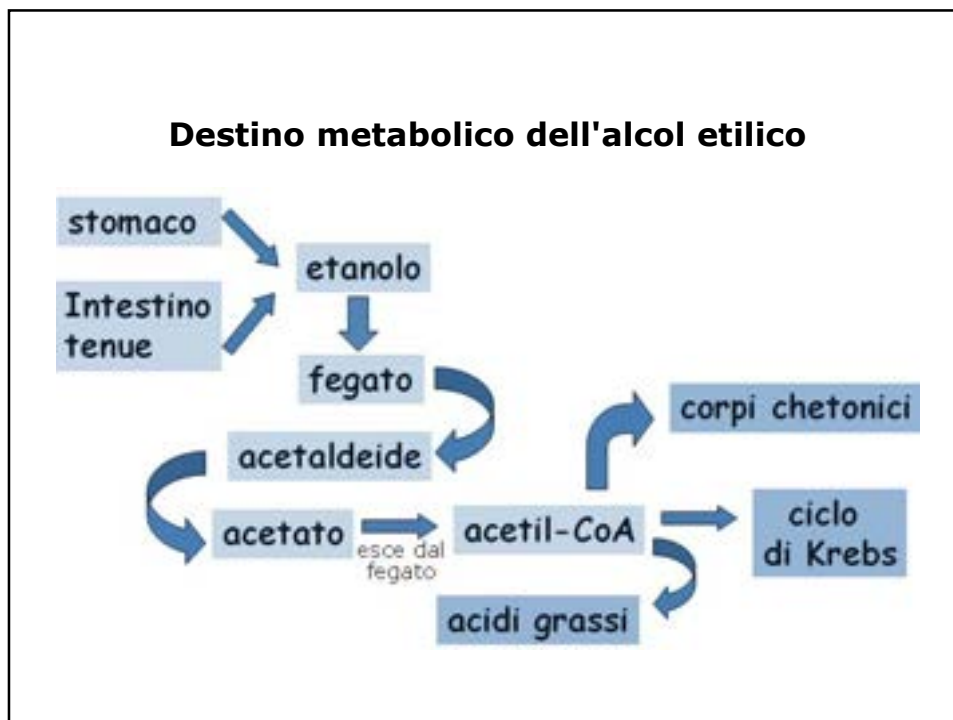 Destino metabolico dell'alcol etilico
stomaco
etanolo
Intestino
tenue
fegato
corpi chetonici
acetaldeide
acetato
esce dal
fegato
acetil-CoA
ciclo
di Krebs
acidi grassi